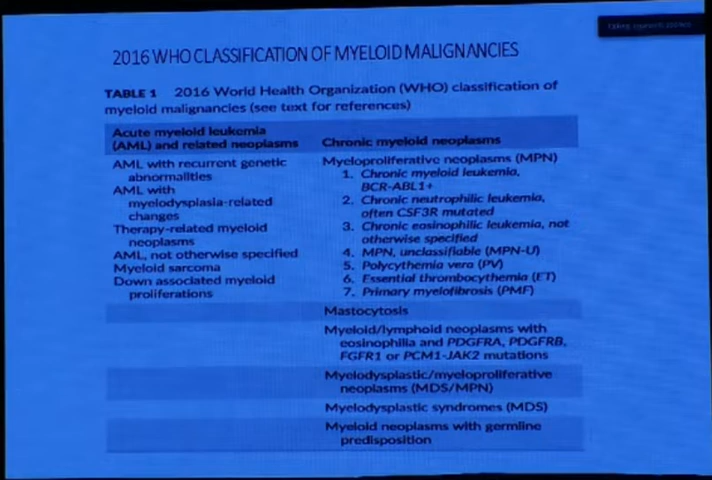 2016 WHO CLASSIFICATION OF MYELOID MALIGNANCIES
TABLE 1 2016 World Health Organization (WHO) classification of
myeloid malignancies (see text for references)
Acute myeloid leukemia
(AML) and related neoplasms
AML with recurrent genetic
abnormalities
AML with
myelodysplasia-related
changes
Therapy-related myeloid
neoplasms
AML, not otherwise specified
Myeloid sarcoma
Down associated myeloid
proliferations
Chronic myeloid neoplasms
Myeloproliferative neoplasms (MPN)
1. Chronic myeloid leukemia,
BCR-ABL1+
2. Chronic neutrophilic leukemia,
often CSF3R mutated
3. Chronic eosinophilic leukemia, not
otherwise specified
4. MPN, unclassifiable (MPN-U)
5. Polycythemia vera (PV)
6. Essential thrombocythemia (ET)
7. Primary myelofibrosis (PMF)
Mastocytosis
Myeloid/lymphoid neoplasms with
eosinophilia and PDGFRA, PDGFRB,
FGFR1 or PCM1-JAK2 mutations
Myelodysplastic/myeloproliferative
neoplasms (MDS/MPN)
Myelodysplastic syndromes (MDS)
Myeloid neoplasms with germline
predisposition